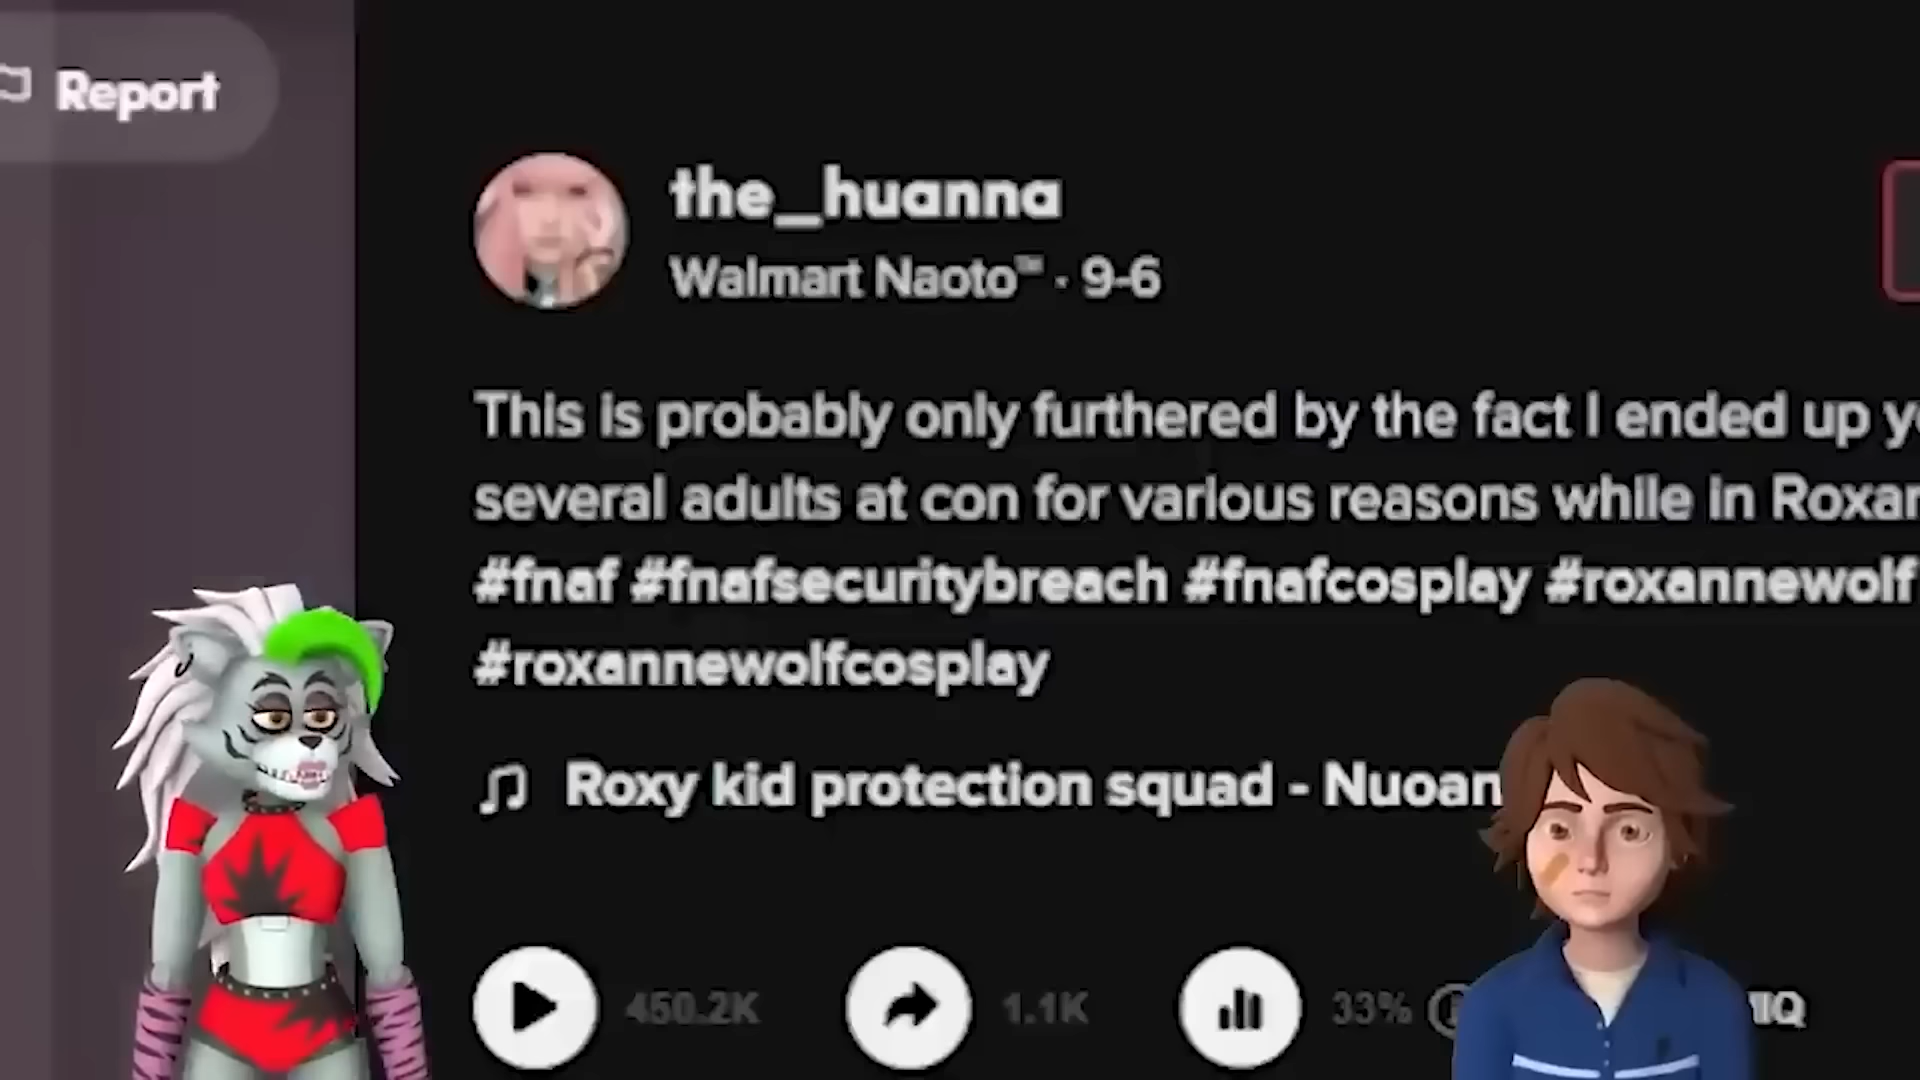 Report
the_huanna
Walmart Naoto™ · 9-6
This is probably only furthered by the fact I ended up
several adults at con for various reasons while in
#fnaf #fnafsecuritybreach #fnafcosplay #roxannewolf
#roxannewolfcosplay
Roxy kid protection squad - Nuoan
450.2K
1.1K
33%